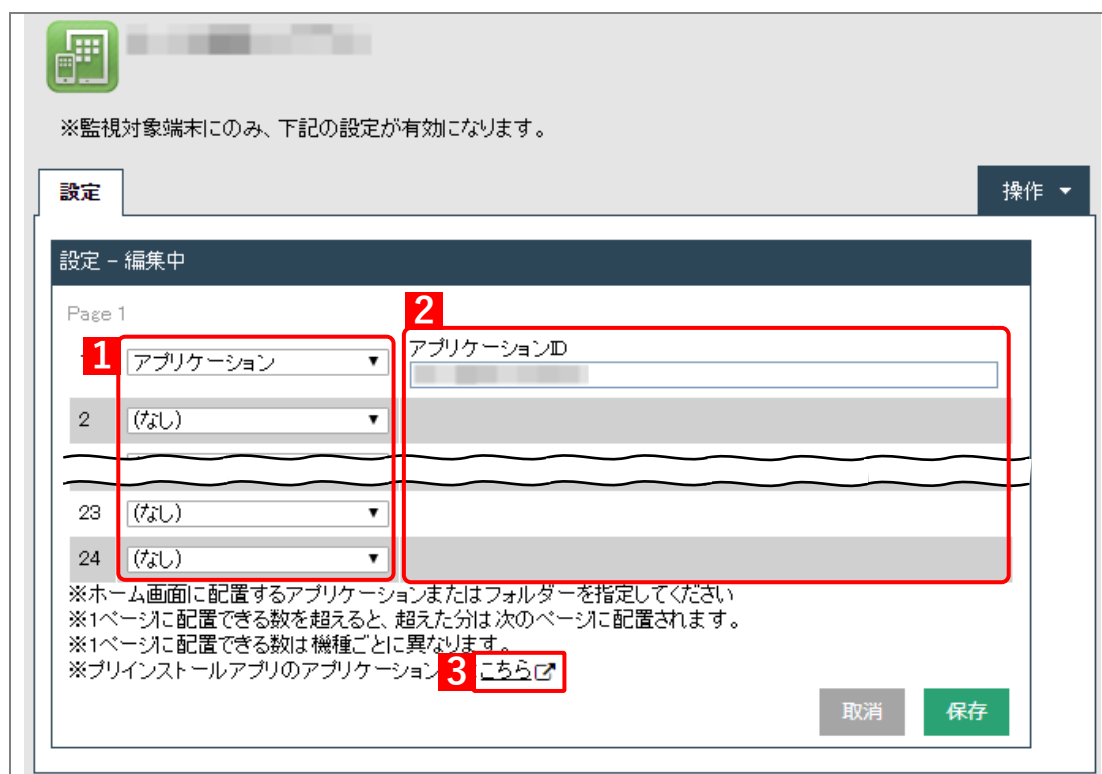 ※監視対象端末にのみ、下記の設定が有効になります。
設定
操作 ▼
設定 – 編集中
Page 1
2
1
アプリケーション ▼
アプリケーションID
2 (なし) ▼
23 (なし) ▼
24 (なし) ▼
※ホーム画面に配置するアプリケーションまたはフォルダーを指定してください
※1ページに配置できる数を超えると、超えた分は次のページに配置されます。
※1ページに配置できる数は機種ごとに異なります。
※プリインストールアプリのアプリケーション 3 こちら
取消 保存